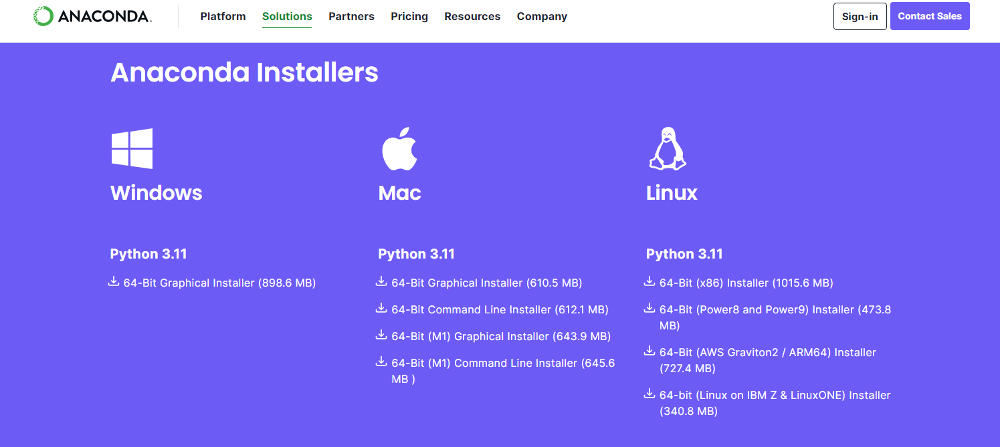 ANACONDA.
Platform
Solutions
Partners
Pricing
Resources
Company
Sign-in
Contact Sales
Anaconda Installers
Windows
Python 3.11
64-Bit Graphical Installer (898.6 MB)
Mac
Python 3.11
64-Bit Graphical Installer (610.5 MB)
64-Bit Command Line Installer (612.1 MB)
64-Bit (M1) Graphical Installer (643.9 MB)
64-Bit (M1) Command Line Installer (645.6
MB )
Linux
Python 3.11
64-Bit (x86) Installer (1015.6 MB)
64-Bit (Power8 and Power9) Installer (473.8
MB)
64-Bit (AWS Graviton2 / ARM64) Installer
(727.4 MB)
64-bit (Linux on IBM Z & LinuxONE) Installer
(340.8 MB)